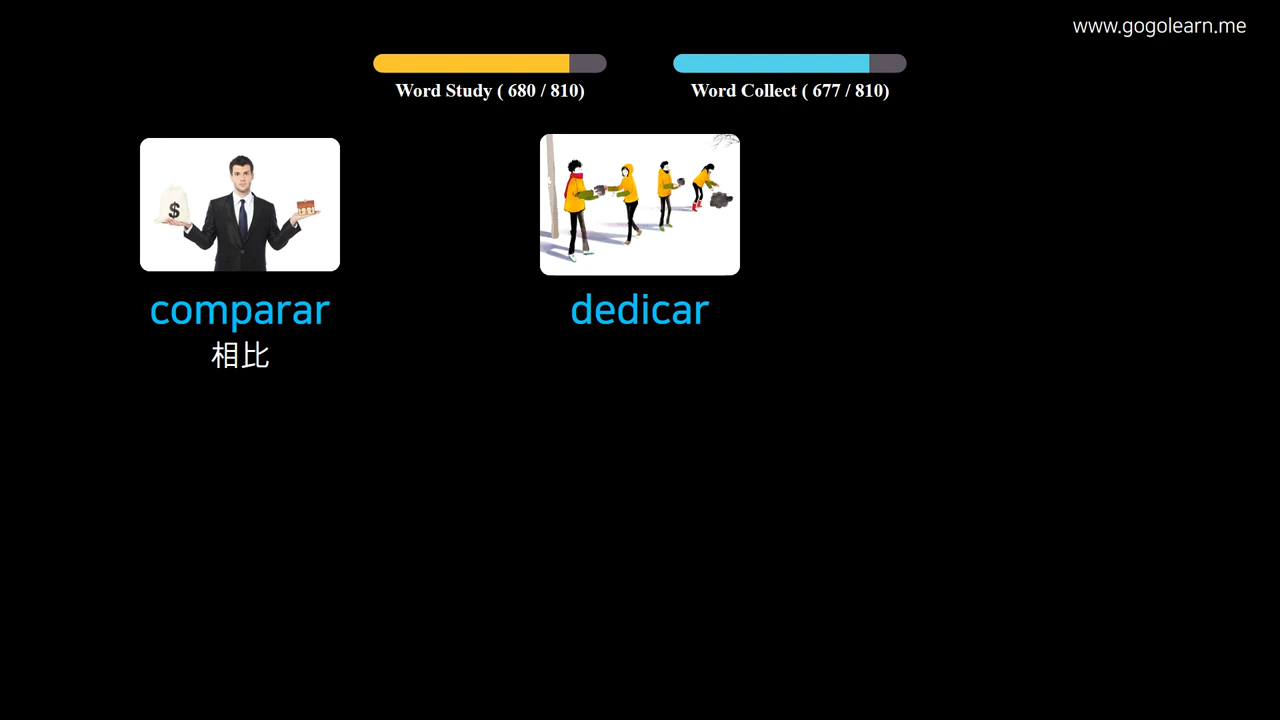 www.gogolearn.me
Word Study ( 680 / 810)
Word Collect ( 677 / 810)
$
comparar
相比
dedicar